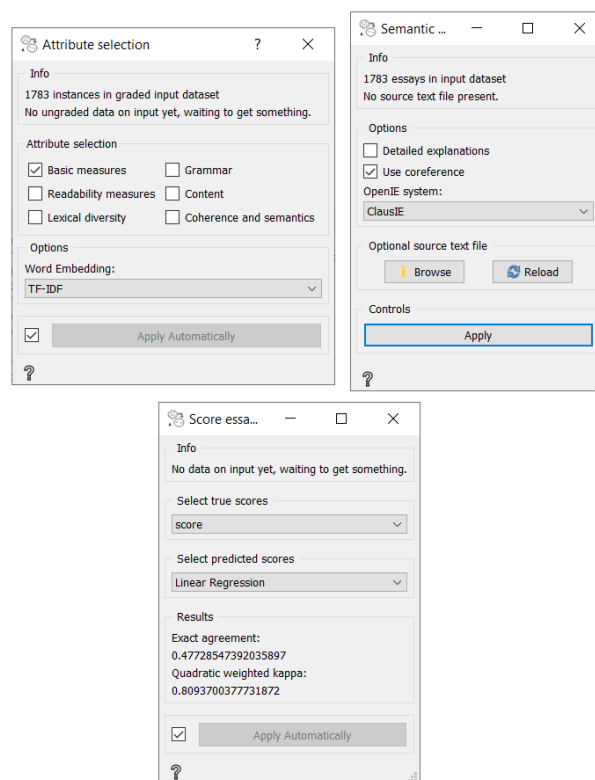 Attribute selection
Info
1783 instances in graded input dataset
No ungraded data on input yet, waiting to get something.
Attribute selection
Basic measures Grammar
Readability measures Content
Lexical diversity Coherence and semantics
Options
Word Embedding:
TF-IDF
Apply Automatically
Semantic ...
Info
1783 essays in input dataset
No source text file present.
Options
Detailed explanations
Use coreference
OpenIE system:
ClausIE
Optional source text file
Browse Reload
Controls
Apply
Score essa...
Info
No data on input yet, waiting to get something.
Select true scores
score
Select predicted scores
Linear Regression
Results
Exact agreement:
0.47728547392035897
Quadratic weighted kappa:
0.8093700377731872
Apply Automatically